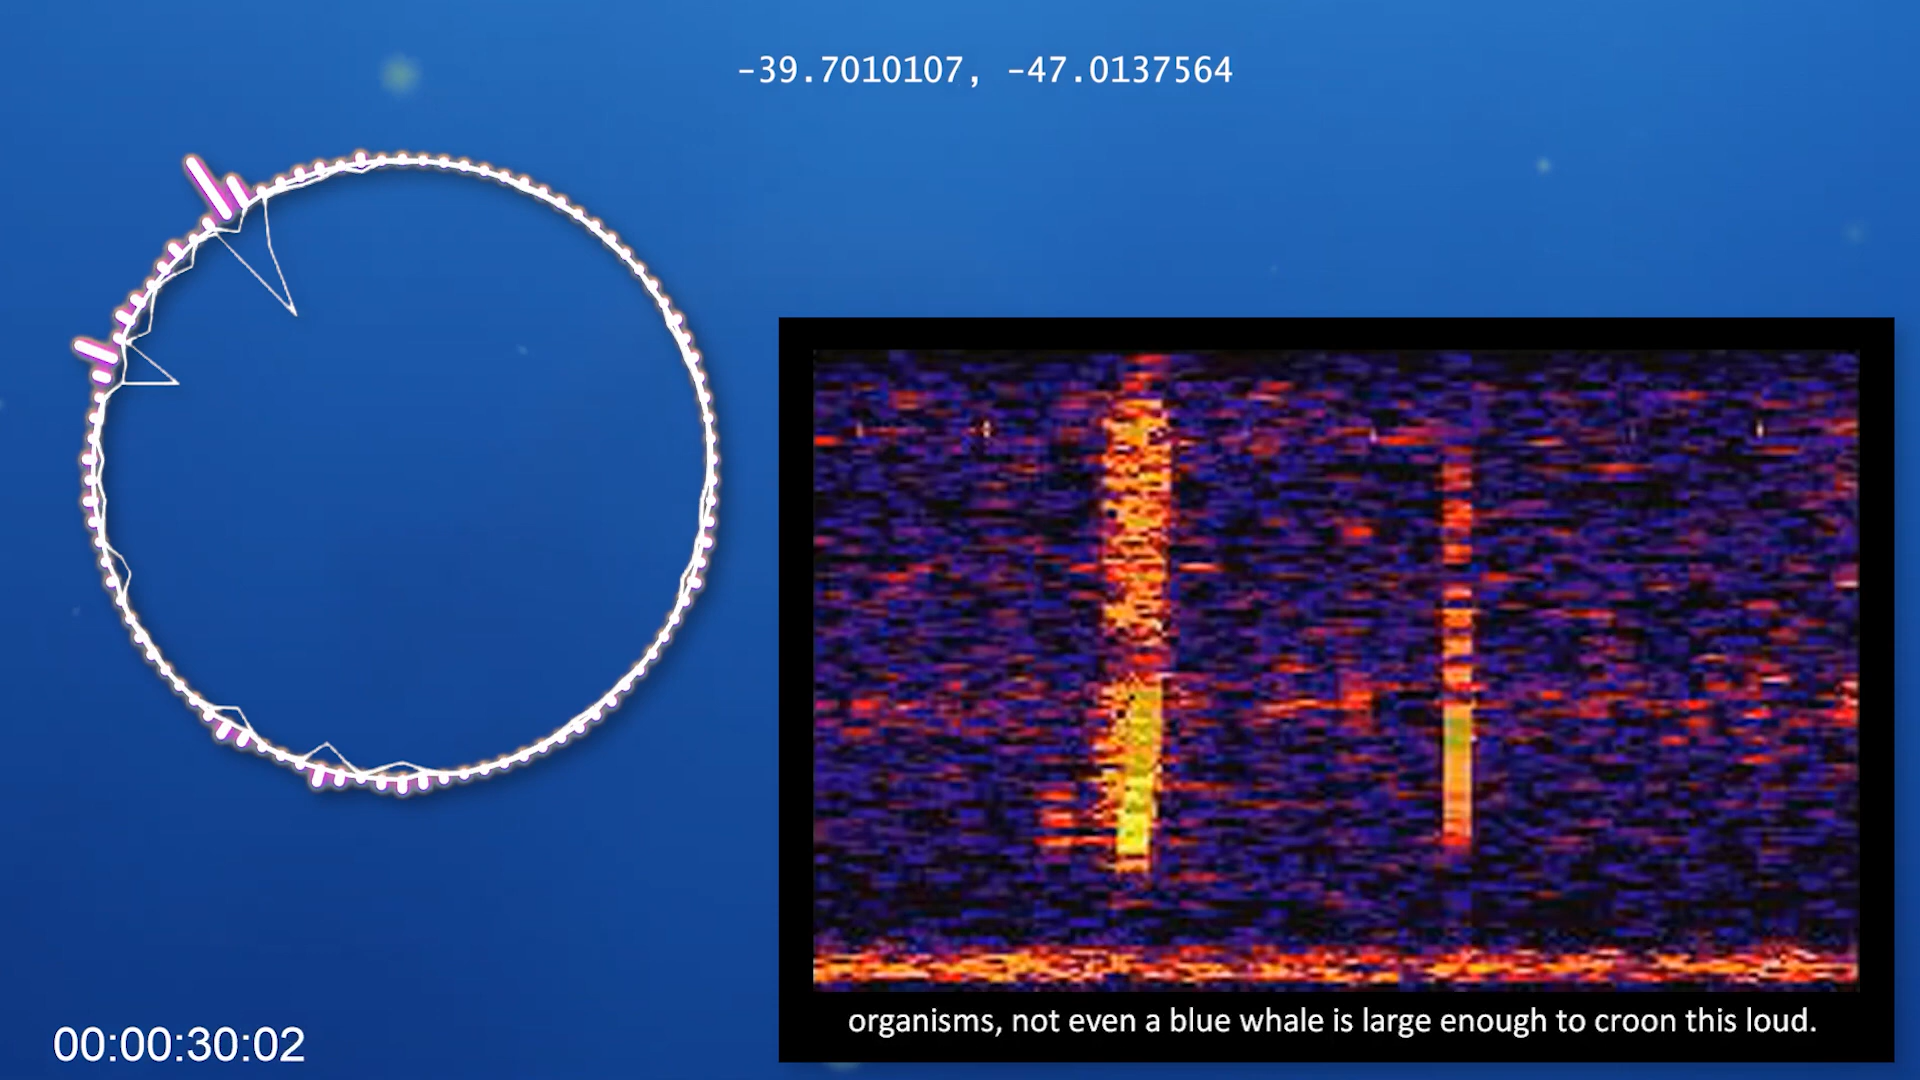 -39.7010107, -47.0137564
organisms, not even a blue whale is large enough to croon this loud.
00:00:30:02